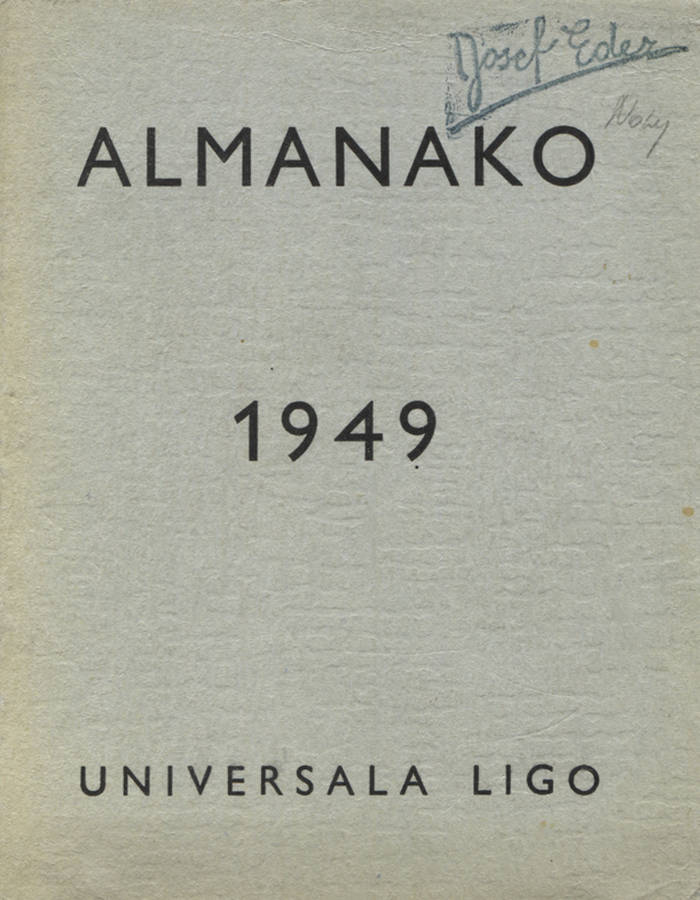 Josef Eder
ALMANAKO
1949
UNIVERSALA LIGO